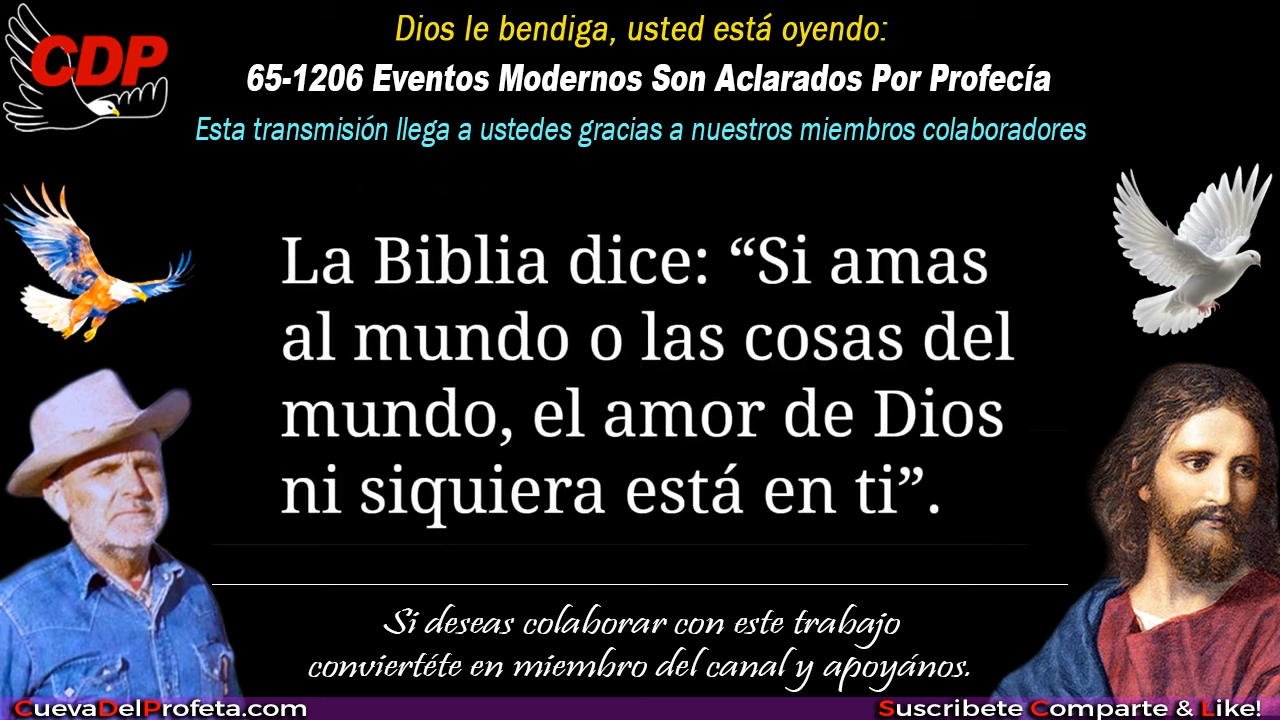 CDP
Dios le bendiga, usted está oyendo:
65-1206 Eventos Modernos Son Aclarados Por Profecía
Esta transmisión llega a ustedes gracias a nuestros miembros colaboradores
La Biblia dice: “Si amas
al mundo o las cosas del
mundo, el amor de Dios
ni siquiera está en ti”.
Si deseas colaborar con este trabajo
conviertéte en miembro del canal y apoyános.
CuevaDelProfeta.com
Suscribete Comparte & Like!